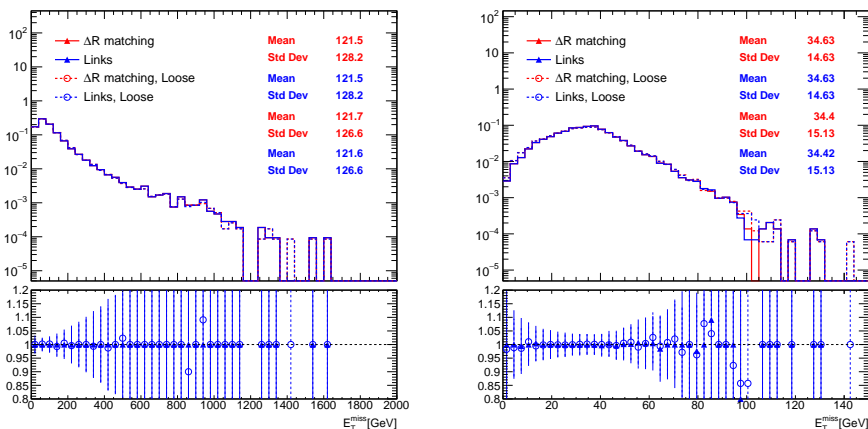 10²
10
1
10⁻¹
10⁻²
10⁻³
10⁻⁴
10⁻⁵
ΔR matching
Links
ΔR matching, Loose
Links, Loose
Mean 121.5
Std Dev 128.2
Mean 121.5
Std Dev 128.2
Mean 121.7
Std Dev 126.6
Mean 121.6
Std Dev 126.6
1.2
1.15
1.1
1.05
1
0.95
0.9
0.85
0.8
0 200 400 600 800 1000 1200 1400 1600 1800 2000
E_T^miss[GeV]
10²
10
1
10⁻¹
10⁻²
10⁻³
10⁻⁴
10⁻⁵
ΔR matching
Links
ΔR matching, Loose
Links, Loose
Mean 34.63
Std Dev 14.63
Mean 34.63
Std Dev 14.63
Mean 34.4
Std Dev 15.13
Mean 34.42
Std Dev 15.13
1.2
1.15
1.1
1.05
1
0.95
0.9
0.85
0.8
0 20 40 60 80 100 120 140
E_T^miss[GeV]